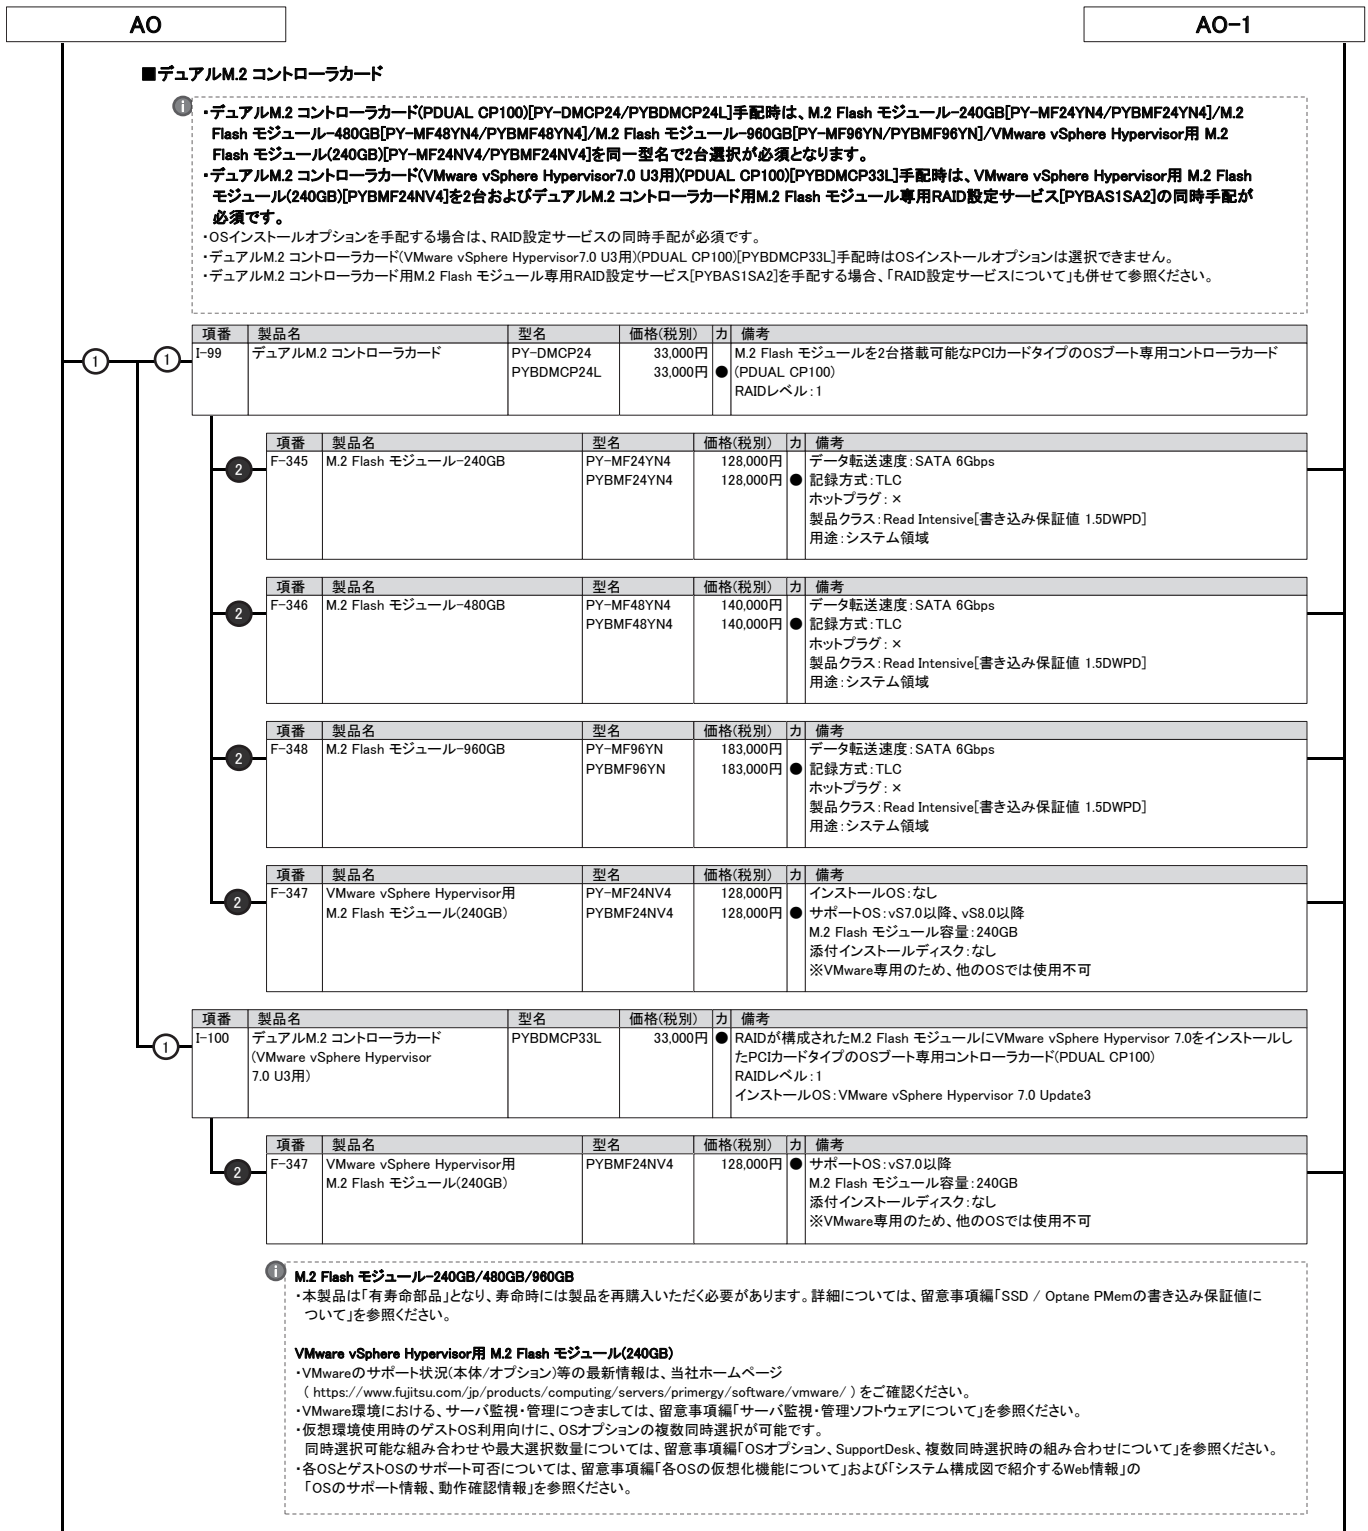 AO
AO-1
■デュアルM.2 コントローラカード
・デュアルM.2 コントローラカード(PDUAL CP100)[PY-DMCP24/PYBDMCP24L]手配時は、M.2 Flash モジュール-240GB[PY-MF24YN4/PYBMF24YN4]/M.2
Flash モジュール-480GB[PY-MF48YN4/PYBMF48YN4]/M.2 Flash モジュール-960GB[PY-MF96YN/PYBMF96YN]/VMware vSphere Hypervisor用 M.2
Flash モジュール(240GB)[PY-MF24NV4/PYBMF24NV4]を同一型名で2台選択が必須となります。
・デュアルM.2 コントローラカード(VMware vSphere Hypervisor7.0 U3用)(PDUAL CP100)[PYBDMCP33L]手配時は、VMware vSphere Hypervisor用 M.2 Flash
モジュール(240GB)[PYBMF24NV4]を2台およびデュアルM.2 コントローラカード用M.2 Flash モジュール専用RAID設定サービス[PYBAS1SA2]の同時手配が
必須です。
・OSインストールオプションを手配する場合は、RAID設定サービスの同時手配が必須です。
・デュアルM.2 コントローラカード(VMware vSphere Hypervisor7.0 U3用)(PDUAL CP100)[PYBDMCP33L]手配時はOSインストールオプションは選択できません。
・デュアルM.2 コントローラカード用M.2 Flash モジュール専用RAID設定サービス[PYBAS1SA2]を手配する場合、「RAID設定サービスについて」も併せて参照ください。
項番 製品名 型名 価格(税別) カ 備考
1 1 I-99 デュアルM.2 コントローラカード PY-DMCP24 33,000円 M.2 Flash モジュールを2台搭載可能なPCIカードタイプのOSブート専用コントローラカード
PYBDMCP24L 33,000円 ● (PDUAL CP100)
RAIDレベル：1
項番 製品名 型名 価格(税別) カ 備考
2 F-345 M.2 Flash モジュール-240GB PY-MF24YN4 128,000円 データ転送速度：SATA 6Gbps
PYBMF24YN4 128,000円 ● 記録方式：TLC
ホットプラグ：×
製品クラス：Read Intensive[書き込み保証値 1.5DWPD]
用途：システム領域
項番 製品名 型名 価格(税別) カ 備考
2 F-346 M.2 Flash モジュール-480GB PY-MF48YN4 140,000円 データ転送速度：SATA 6Gbps
PYBMF48YN4 140,000円 ● 記録方式：TLC
ホットプラグ：×
製品クラス：Read Intensive[書き込み保証値 1.5DWPD]
用途：システム領域
項番 製品名 型名 価格(税別) カ 備考
2 F-348 M.2 Flash モジュール-960GB PY-MF96YN 183,000円 データ転送速度：SATA 6Gbps
PYBMF96YN 183,000円 ● 記録方式：TLC
ホットプラグ：×
製品クラス：Read Intensive[書き込み保証値 1.5DWPD]
用途：システム領域
項番 製品名 型名 価格(税別) カ 備考
2 F-347 VMware vSphere Hypervisor用 PY-MF24NV4 128,000円 インストールOS：なし
M.2 Flash モジュール(240GB) PYBMF24NV4 128,000円 ● サポートOS：vS7.0以降、vS8.0以降
M.2 Flash モジュール容量：240GB
添付インストールディスク：なし
※VMware専用のため、他のOSでは使用不可
項番 製品名 型名 価格(税別) カ 備考
1 I-100 デュアルM.2 コントローラカード PYBDMCP33L 33,000円 ● RAIDが構成されたM.2 Flash モジュールにVMware vSphere Hypervisor 7.0をインストールし
(VMware vSphere Hypervisor たPCIカードタイプのOSブート専用コントローラカード(PDUAL CP100)
7.0 U3用) RAIDレベル：1
インストールOS：VMware vSphere Hypervisor 7.0 Update3
項番 製品名 型名 価格(税別) カ 備考
2 F-347 VMware vSphere Hypervisor用 PYBMF24NV4 128,000円 ● サポートOS：vS7.0以降
M.2 Flash モジュール(240GB) M.2 Flash モジュール容量：240GB
添付インストールディスク：なし
※VMware専用のため、他のOSでは使用不可
M.2 Flash モジュール-240GB/480GB/960GB
・本製品は「有寿命部品」となり、寿命時には製品を再購入いただく必要があります。詳細については、留意事項編「SSD / Optane PMemの書き込み保証値に
ついて」を参照ください。
VMware vSphere Hypervisor用 M.2 Flash モジュール(240GB)
・VMwareのサポート状況(本体/オプション)等の最新情報は、当社ホームページ
( https://www.fujitsu.com/jp/products/computing/servers/primergy/software/vmware/ ) をご確認ください。
・VMware環境における、サーバ監視・管理につきましては、留意事項編「サーバ監視・管理ソフトウェアについて」を参照ください。
・仮想環境使用時のゲストOS利用向けに、OSオプションの複数同時選択が可能です。
同時選択可能な組み合わせや最大選択数量については、留意事項編「OSオプション、SupportDesk、複数同時選択時の組み合わせについて」を参照ください。
・各OSとゲストOSのサポート可否については、留意事項編「各OSの仮想化機能について」および「システム構成図で紹介するWeb情報」の
「OSのサポート情報、動作確認情報」を参照ください。